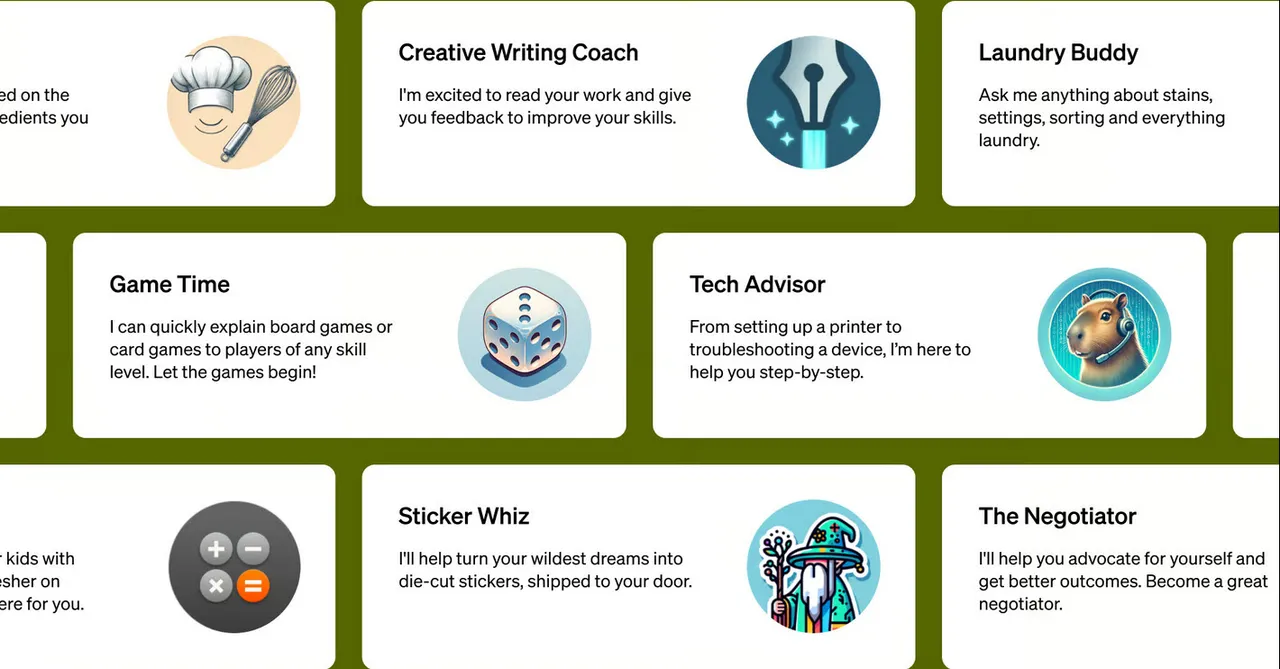 ed on the
edients you
Creative Writing Coach
I'm excited to read your work and give
you feedback to improve your skills.
Laundry Buddy
Ask me anything about stains,
settings, sorting and everything
laundry.
Game Time
I can quickly explain board games or
card games to players of any skill
level. Let the games begin!
Tech Advisor
From setting up a printer to
troubleshooting a device, I’m here to
help you step-by-step.
r kids with
esher on
ere for you.
Sticker Whiz
I'll help turn your wildest dreams into
die-cut stickers, shipped to your door.
The Negotiator
I'll help you advocate for yourself and
get better outcomes. Become a great
negotiator.